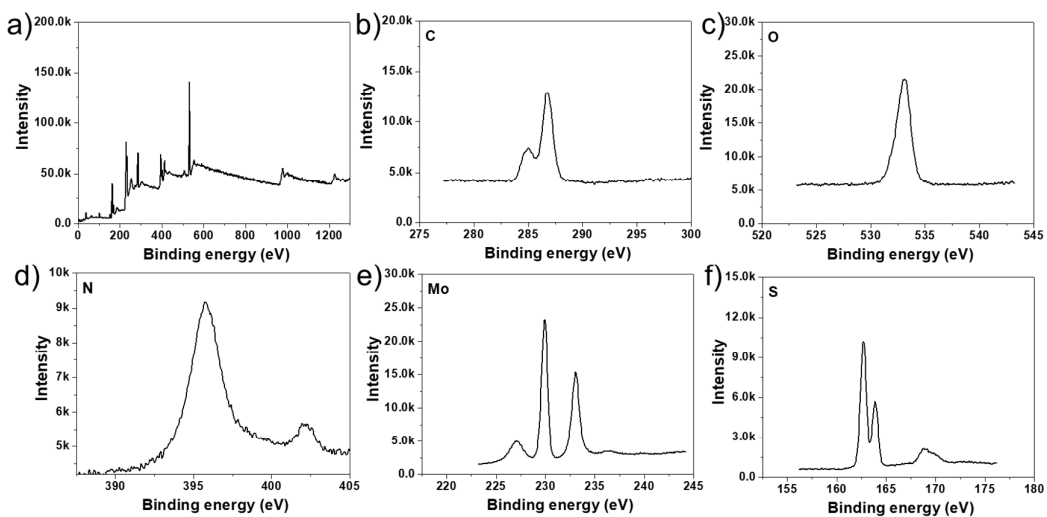 a)
200.0k
150.0k
100.0k
50.0k
0.0
0 200 400 600 800 1000 1200
Intensity
Binding energy (eV)
b)
C
20.0k
15.0k
10.0k
5.0k
0.0
275 280 285 290 295 300
Intensity
Binding energy (eV)
c)
O
30.0k
25.0k
20.0k
15.0k
10.0k
5.0k
0.0
520 525 530 535 540 545
Intensity
Binding energy (eV)
d)
N
10k
9k
8k
7k
6k
5k
390 395 400 405
Intensity
Binding energy (eV)
e)
Mo
30.0k
25.0k
20.0k
15.0k
10.0k
5.0k
0.0
220 225 230 235 240 245
Intensity
Binding energy (eV)
f)
S
15.0k
12.0k
9.0k
6.0k
3.0k
0.0
155 160 165 170 175 180
Intensity
Binding energy (eV)